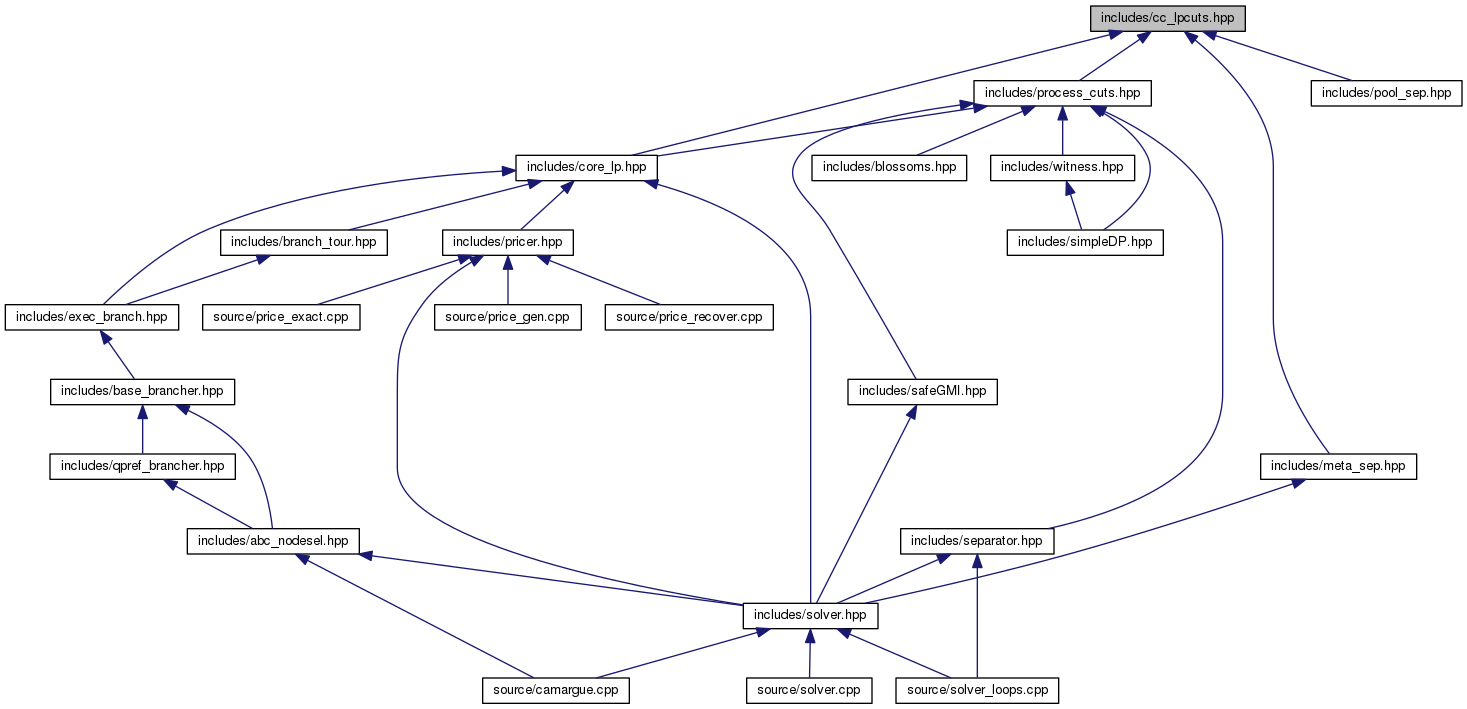 includes/cc_lpcuts.hpp
includes/process_cuts.hpp
includes/pool_sep.hpp
includes/core_lp.hpp
includes/blossoms.hpp
includes/witness.hpp
includes/branch_tour.hpp
includes/pricer.hpp
includes/simpleDP.hpp
includes/exec_branch.hpp
source/price_exact.cpp
source/price_gen.cpp
source/price_recover.cpp
includes/base_brancher.hpp
includes/safeGMI.hpp
includes/qpref_brancher.hpp
includes/meta_sep.hpp
includes/abc_nodesel.hpp
includes/separator.hpp
includes/solver.hpp
source/camargue.cpp
source/solver.cpp
source/solver_loops.cpp